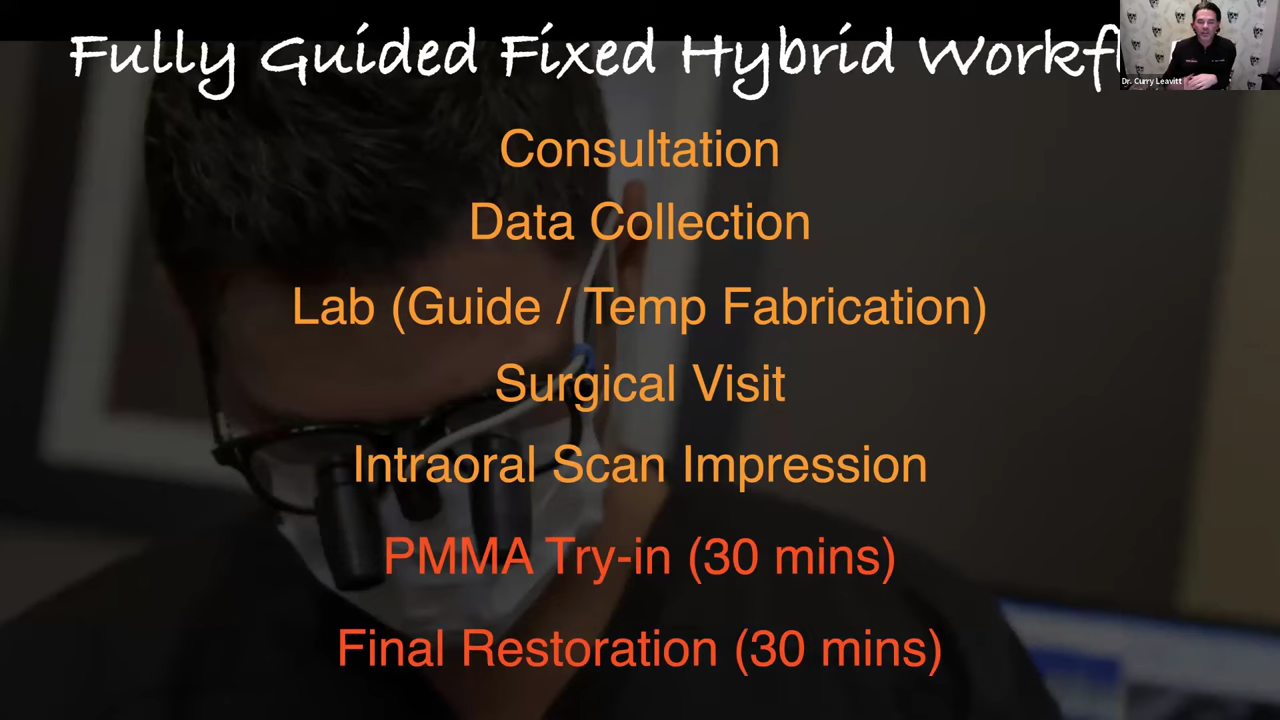 Fully Guided Fixed Hybrid Workf
Dr. Curry Leavitt
Consultation
Data Collection
Lab (Guide / Temp Fabrication)
Surgical Visit
Intraoral Scan Impression
PMMA Try-in (30 mins)
Final Restoration (30 mins)